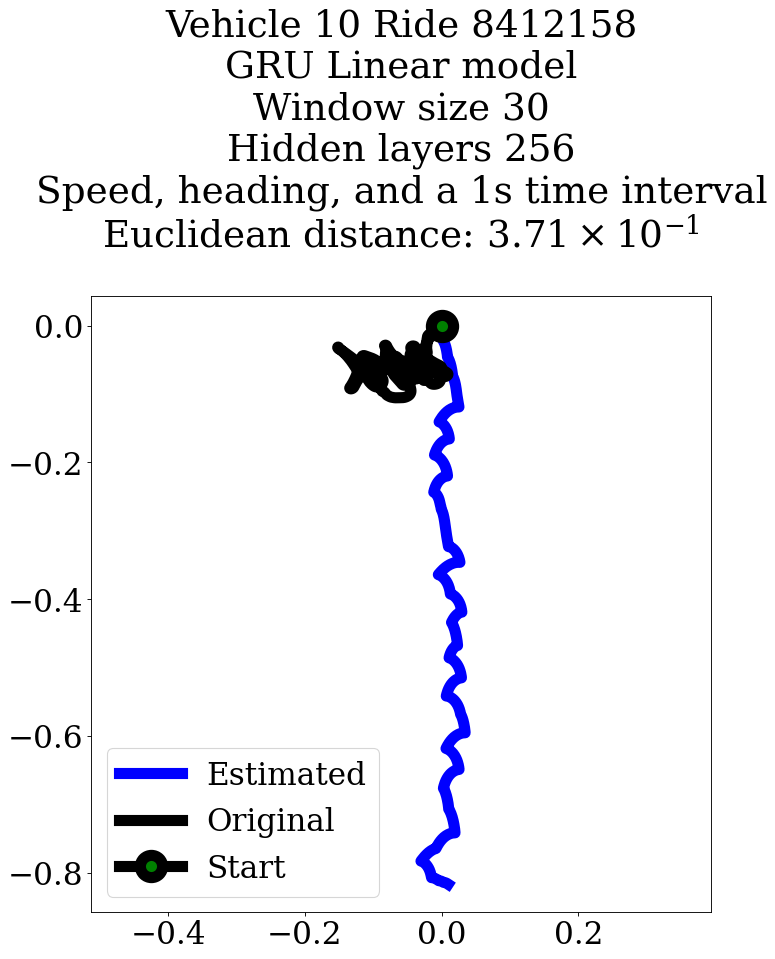 Vehicle 10 Ride 8412158
GRU Linear model
Window size 30
Hidden layers 256
Speed, heading, and a 1s time interval
Euclidean distance: 3.71 × 10⁻¹
0.0
−0.2
−0.4
−0.6
−0.8
Estimated
Original
Start
−0.4 −0.2 0.0 0.2